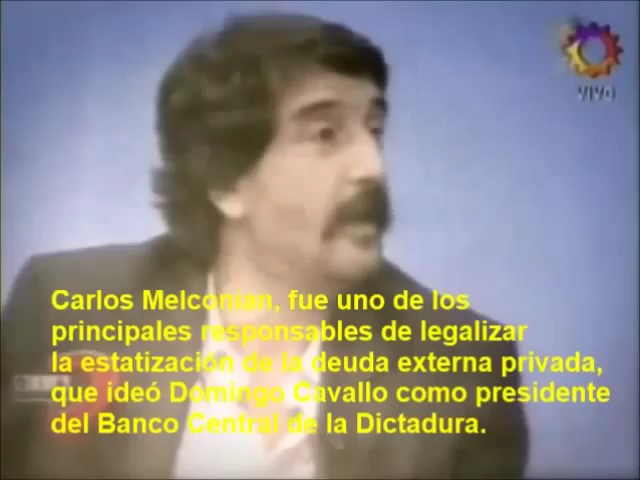 VIVO
Carlos Melconian, fue uno de los
principales responsables de legalizar
la estatización de la deuda externa privada,
que ideó Domingo Cavallo como presidente
del Banco Central de la Dictadura.